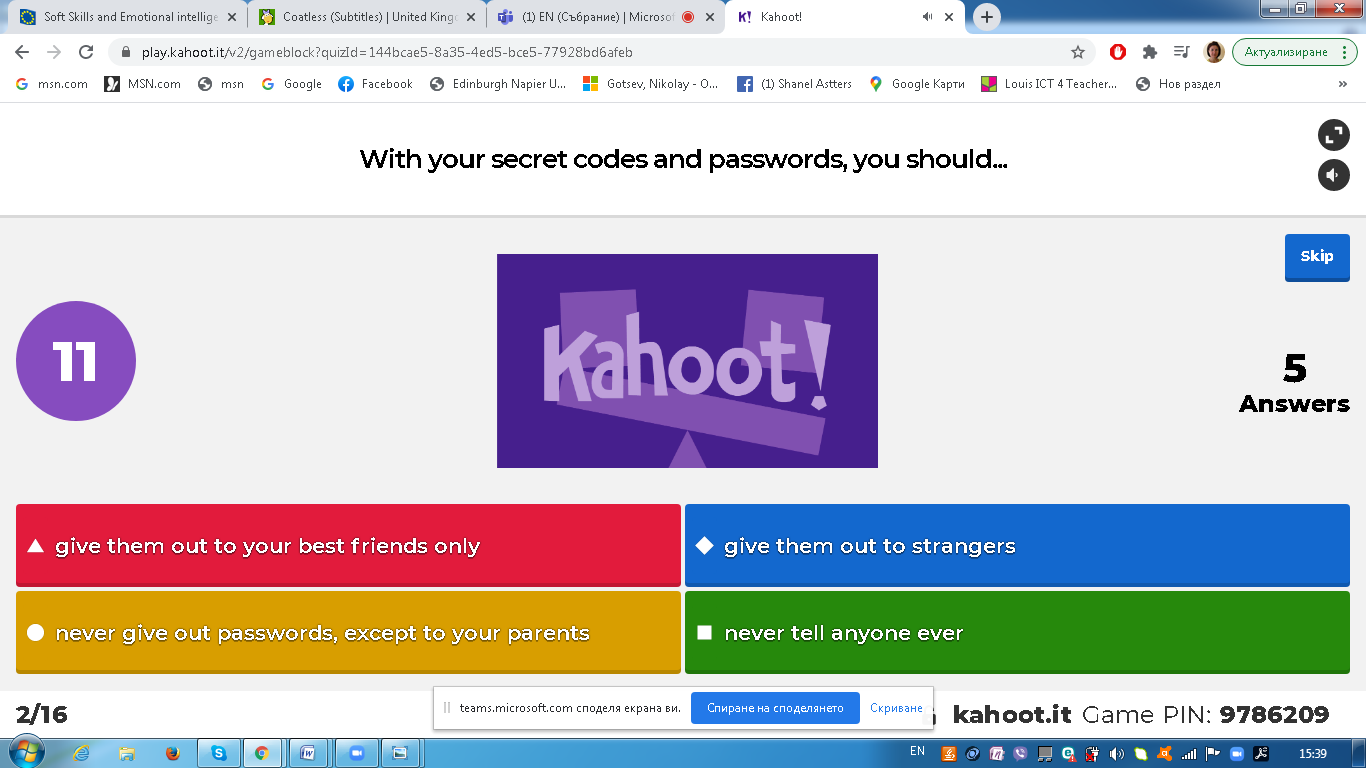 Soft Skills and Emotional intellige
Coatless (Subtitles) | United King
(1) EN (Събрание) | Microsof
K! Kahoot!
play.kahoot.it/v2/gameblock?quizId=144bcae5-8a35-4ed5-bce5-77928bd6afeb
Актуализиране
msn.com
MSN.com
msn
Google
Facebook
Edinburgh Napier U...
Gotsev, Nikolay - O...
(1) Shanel Astters
Google Карти
Louis ICT 4 Teacher...
Нов раздел
»
With your secret codes and passwords, you should...
Skip
11
Kahoot!
5
Answers
give them out to your best friends only
give them out to strangers
never give out passwords, except to your parents
never tell anyone ever
2/16
teams.microsoft.com споделя екрана ви.
Спиране на споделянето
Скриване
kahoot.it Game PIN: 9786209
EN
15:39